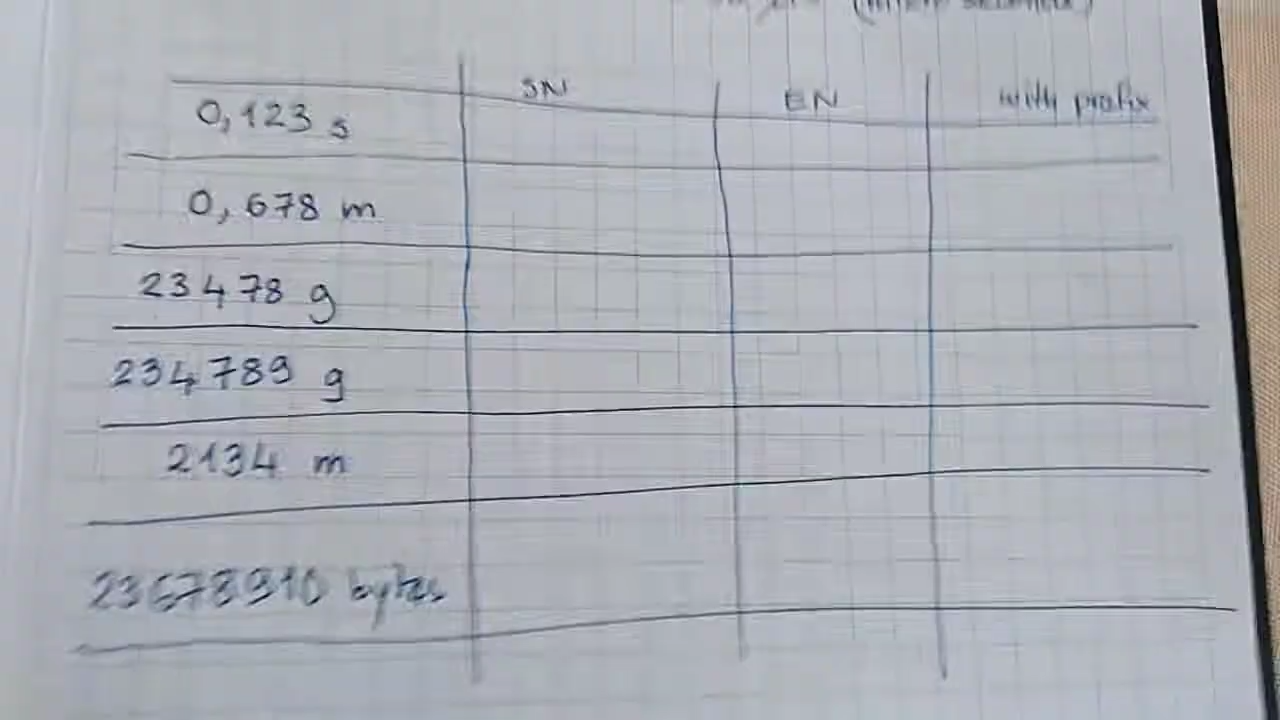 SN EN with prefix
0,123 s
0,678 m
23478 g
234789 g
2134 m
23678910 bytes